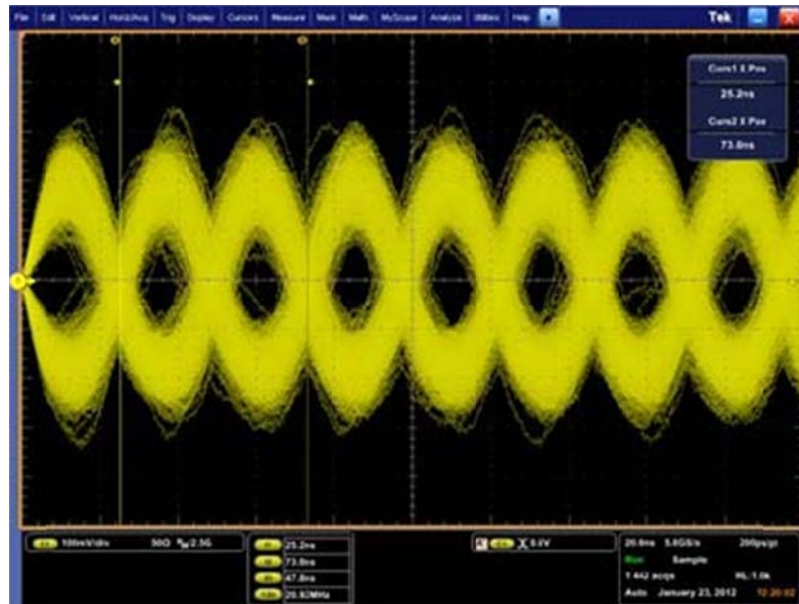 File Edit Vertical Horiz/Acq Trig Display Cursors Measure Mask Math MyScope Analyze Utilities Help Tek
Curs1 X Pos
25.2ns
Curs2 X Pos
73.0ns
100mV/div 50Ω 2.5G
25.2ns
73.0ns
47.8ns
20.92MHz
20.0ns 5.0GS/s 200ps/pt
Run Sample
1 442 acqs RL:1.0k
Auto January 23, 2012